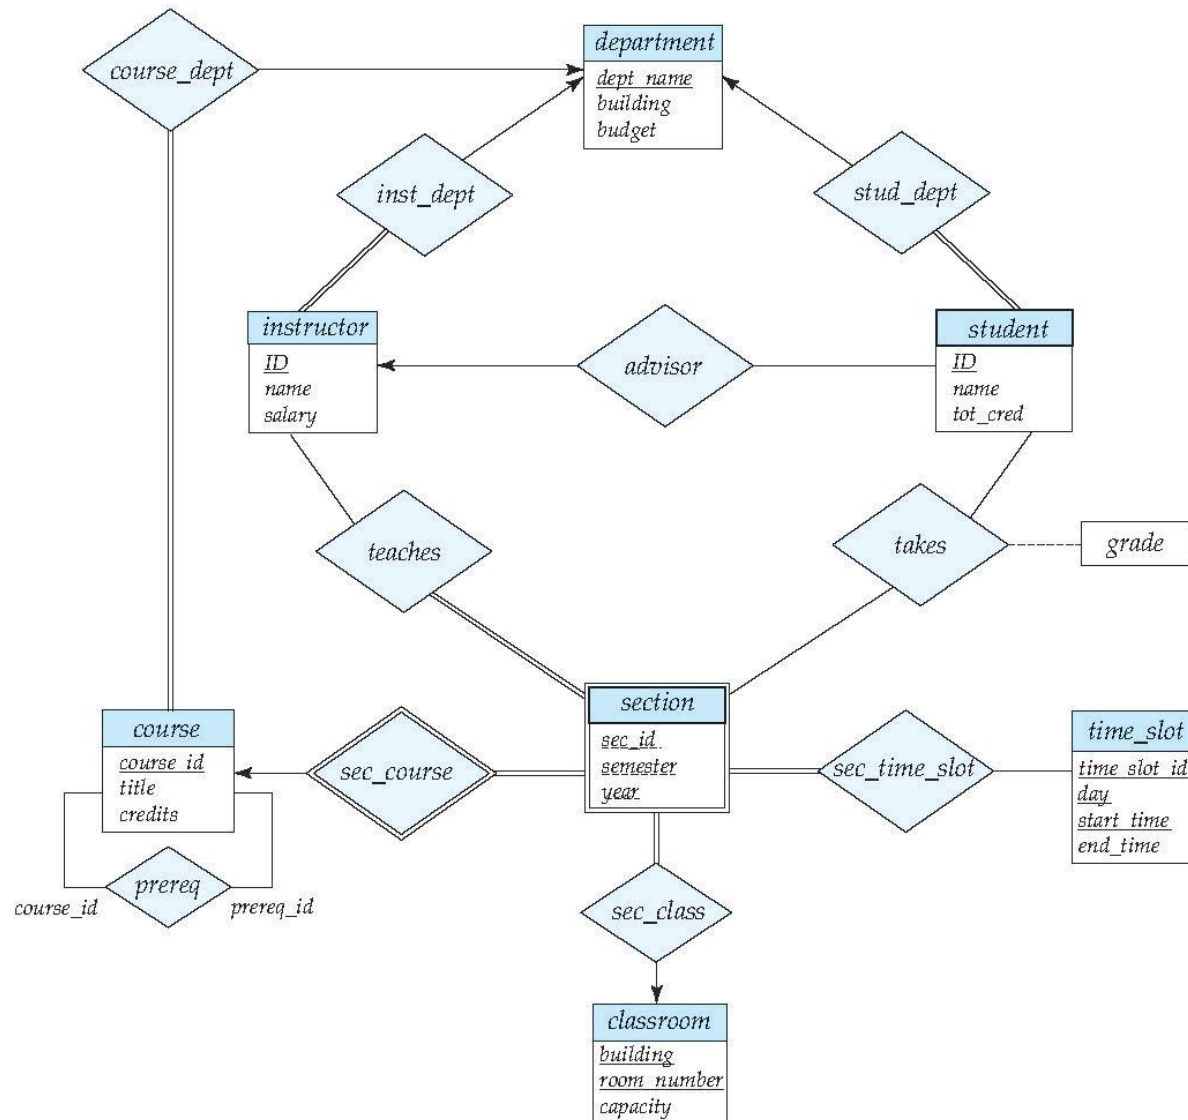 department
course_dept
dept_name
building
budget
inst_dept
stud_dept
instructor
ID
name
salary
advisor
student
ID
name
tot_cred
teaches
takes
grade
course
course_id
title
credits
sec_course
section
sec_id
semester
year
sec_time_slot
time_slot
time_slot_id
day
start_time
end_time
prereq
course_id
prereq_id
sec_class
classroom
building
room_number
capacity